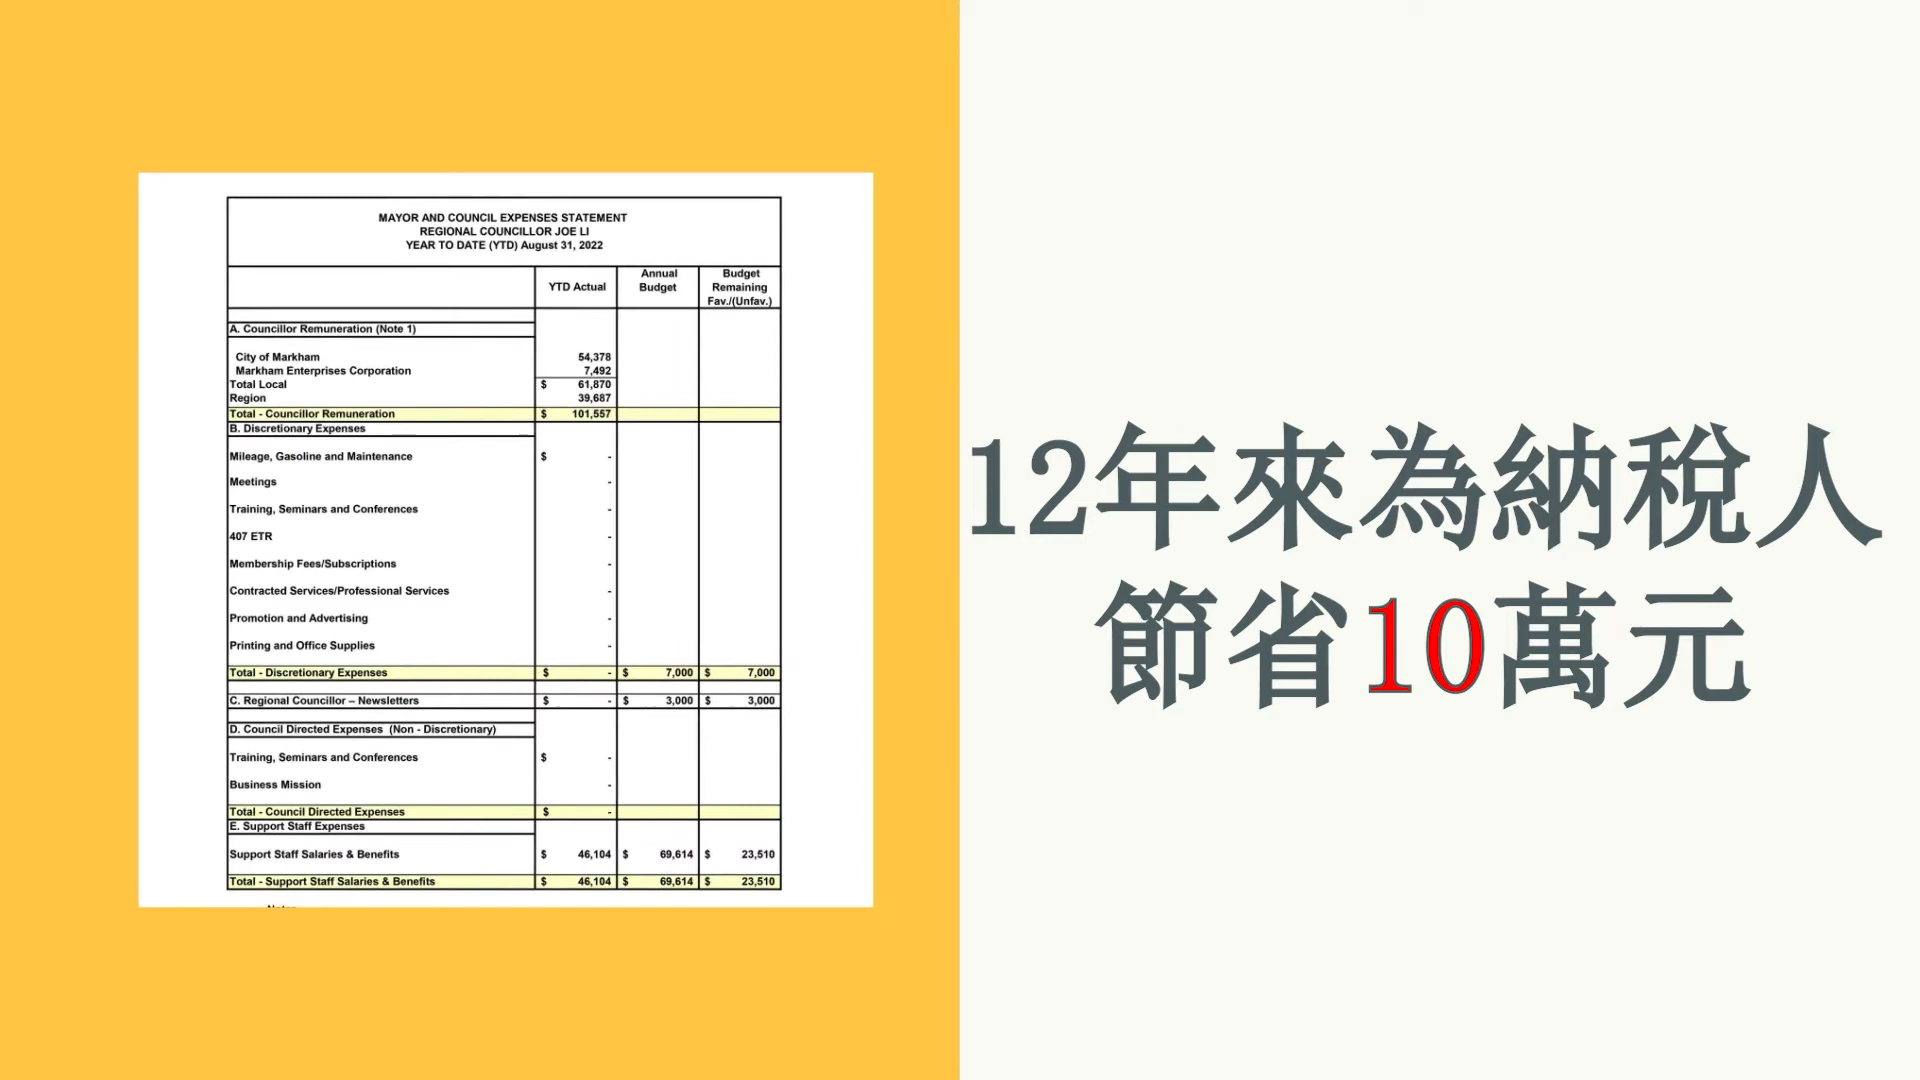 MAYOR AND COUNCIL EXPENSES STATEMENT
REGIONAL COUNCILLOR JOE LI
YEAR TO DATE (YTD) August 31, 2022
YTD Actual Annual Budget Budget Remaining Fav./(Unfav.)
A. Councillor Remuneration (Note 1)
City of Markham 54,378
Markham Enterprises Corporation 7,492
Total Local $ 61,870
Region 39,687
Total - Councillor Remuneration $ 101,557
B. Discretionary Expenses
Mileage, Gasoline and Maintenance $ -
Meetings -
Training, Seminars and Conferences -
407 ETR -
Membership Fees/Subscriptions -
Contracted Services/Professional Services -
Promotion and Advertising -
Printing and Office Supplies -
Total - Discretionary Expenses $ - $ 7,000 $ 7,000
C. Regional Councillor – Newsletters $ - $ 3,000 $ 3,000
D. Council Directed Expenses (Non - Discretionary)
Training, Seminars and Conferences $ -
Business Mission -
Total - Council Directed Expenses $ -
E. Support Staff Expenses
Support Staff Salaries & Benefits $ 46,104 $ 69,614 $ 23,510
Total - Support Staff Salaries & Benefits $ 46,104 $ 69,614 $ 23,510
12年來為納稅人
節省10萬元